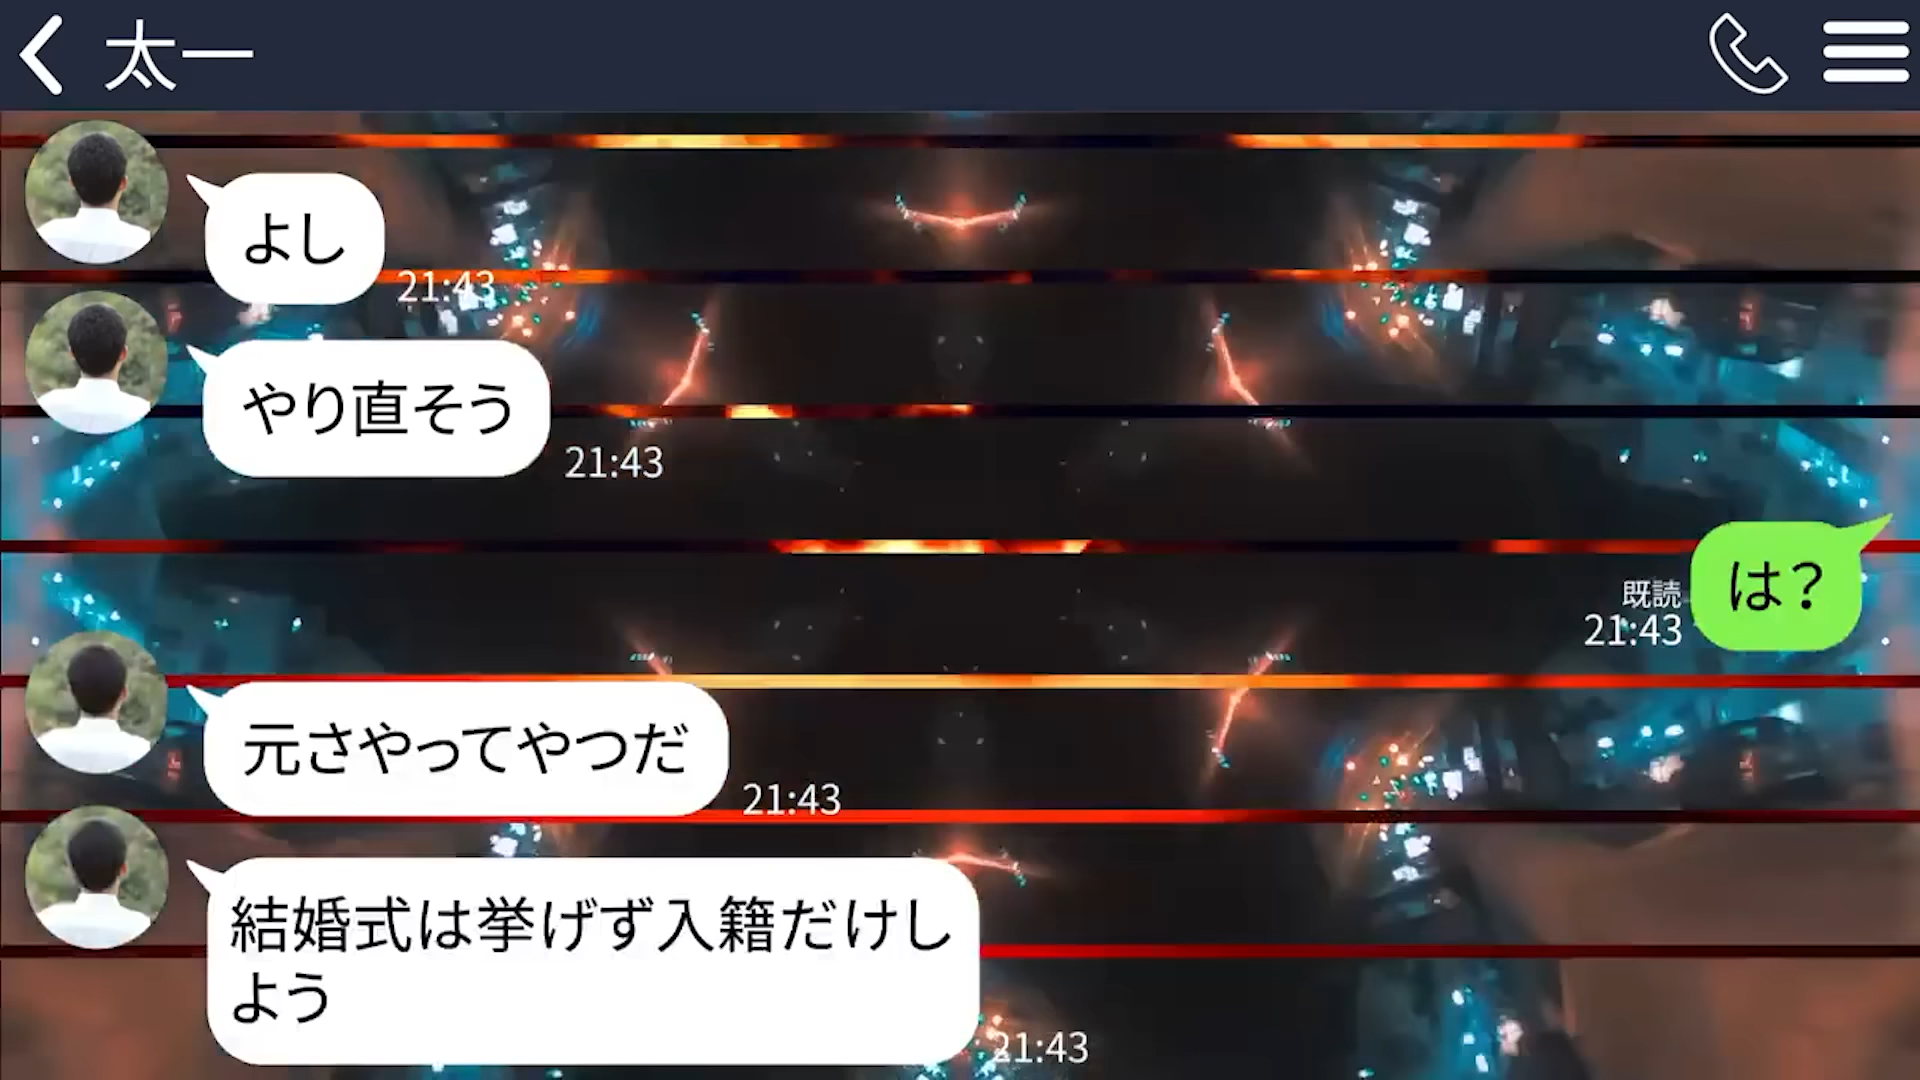 太一
よし
21:43
やり直そう
21:43
は?
既読
21:43
元さやってやつだ
21:43
結婚式は挙げず入籍だけし
よう
21:43